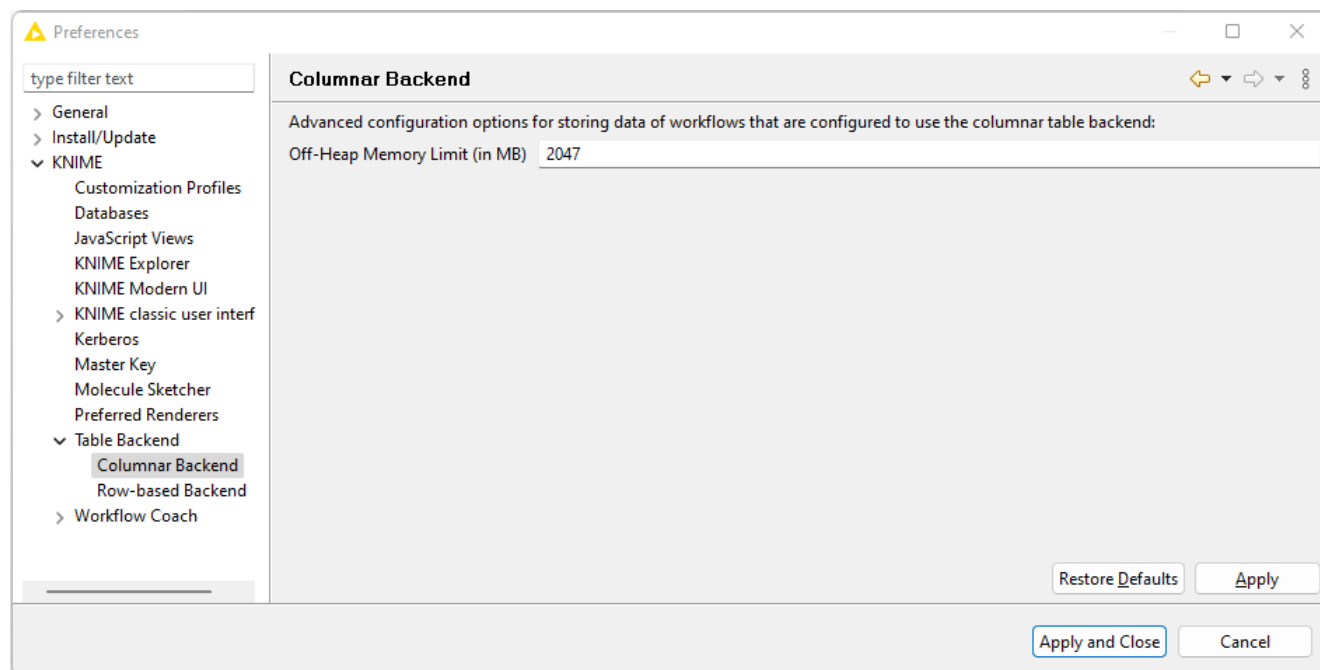 Preferences
type filter text
General
Install/Update
KNIME
Customization Profiles
Databases
JavaScript Views
KNIME Explorer
KNIME Modern UI
KNIME classic user interf
Kerberos
Master Key
Molecule Sketcher
Preferred Renderers
Table Backend
Columnar Backend
Row-based Backend
Workflow Coach
Columnar Backend
Advanced configuration options for storing data of workflows that are configured to use the columnar table backend:
Off-Heap Memory Limit (in MB) 2047
Restore Defaults Apply
Apply and Close Cancel